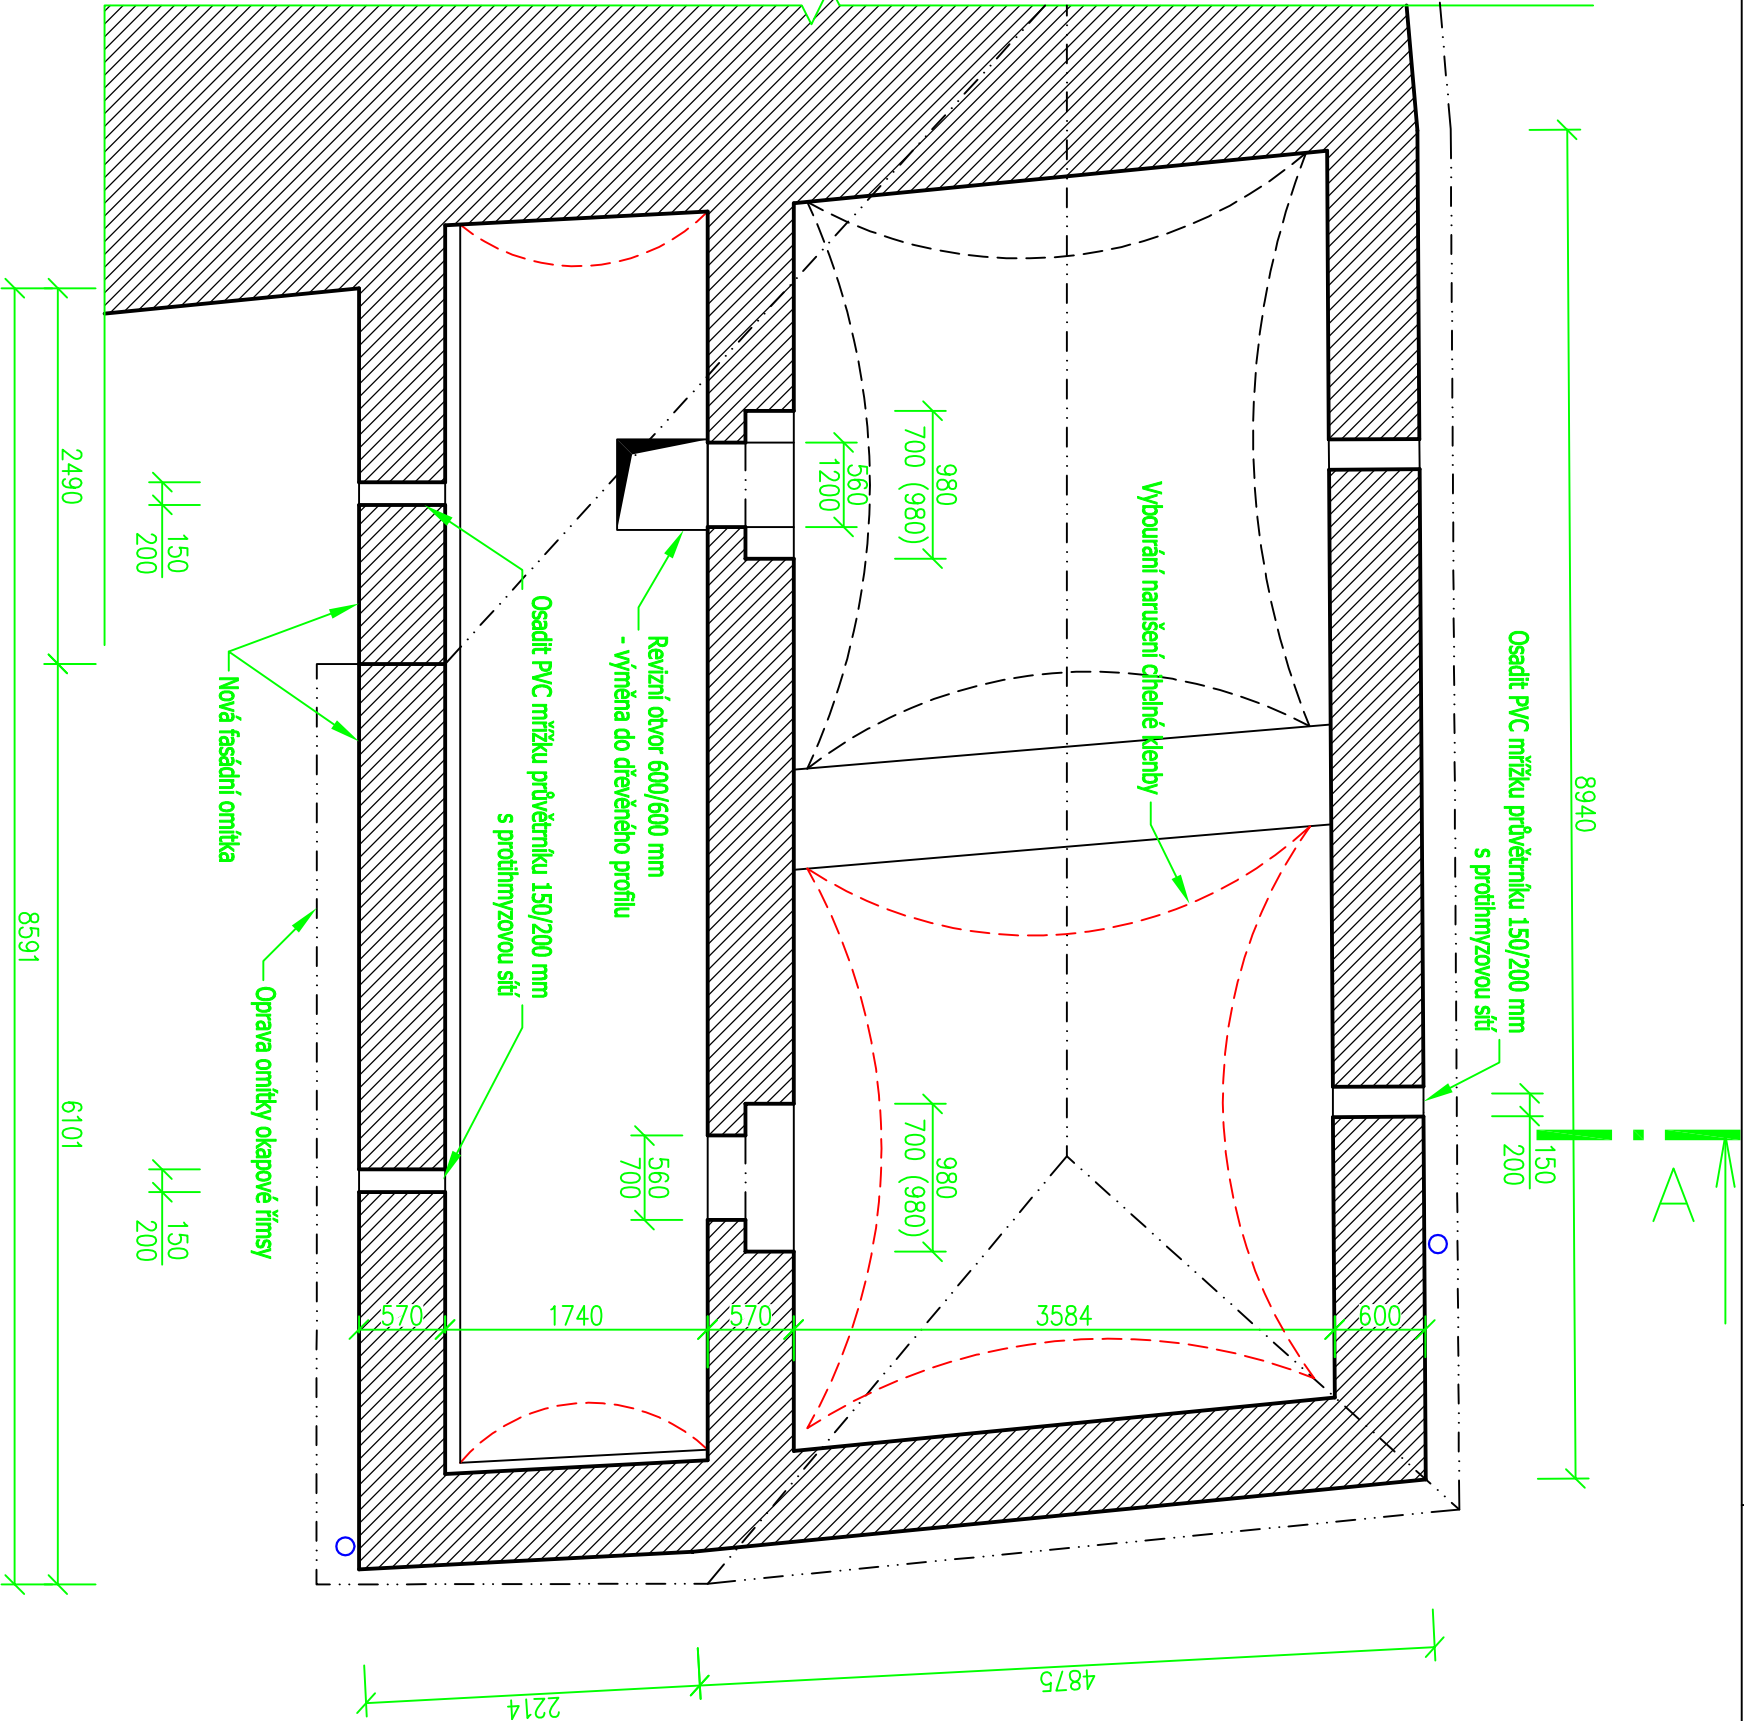 8940
Osadit PVC mřížku průvětrníku 150/200 mm
s protihmyzovou sítí
150
200
A
Vybourání narušení cihelné klenby
980
700 (980)
560
1200
980
700 (980)
Revizní otvor 600/600 mm
- výměna do dřevěného profilu
560
700
Osadit PVC mřížku průvětrníku 150/200 mm
s protihmyzovou sítí
570
1740
570
3584
600
Nová fasádní omítka
Oprava omítky okapové římsy
150
200
150
200
2490
6101
8591
4875
2214